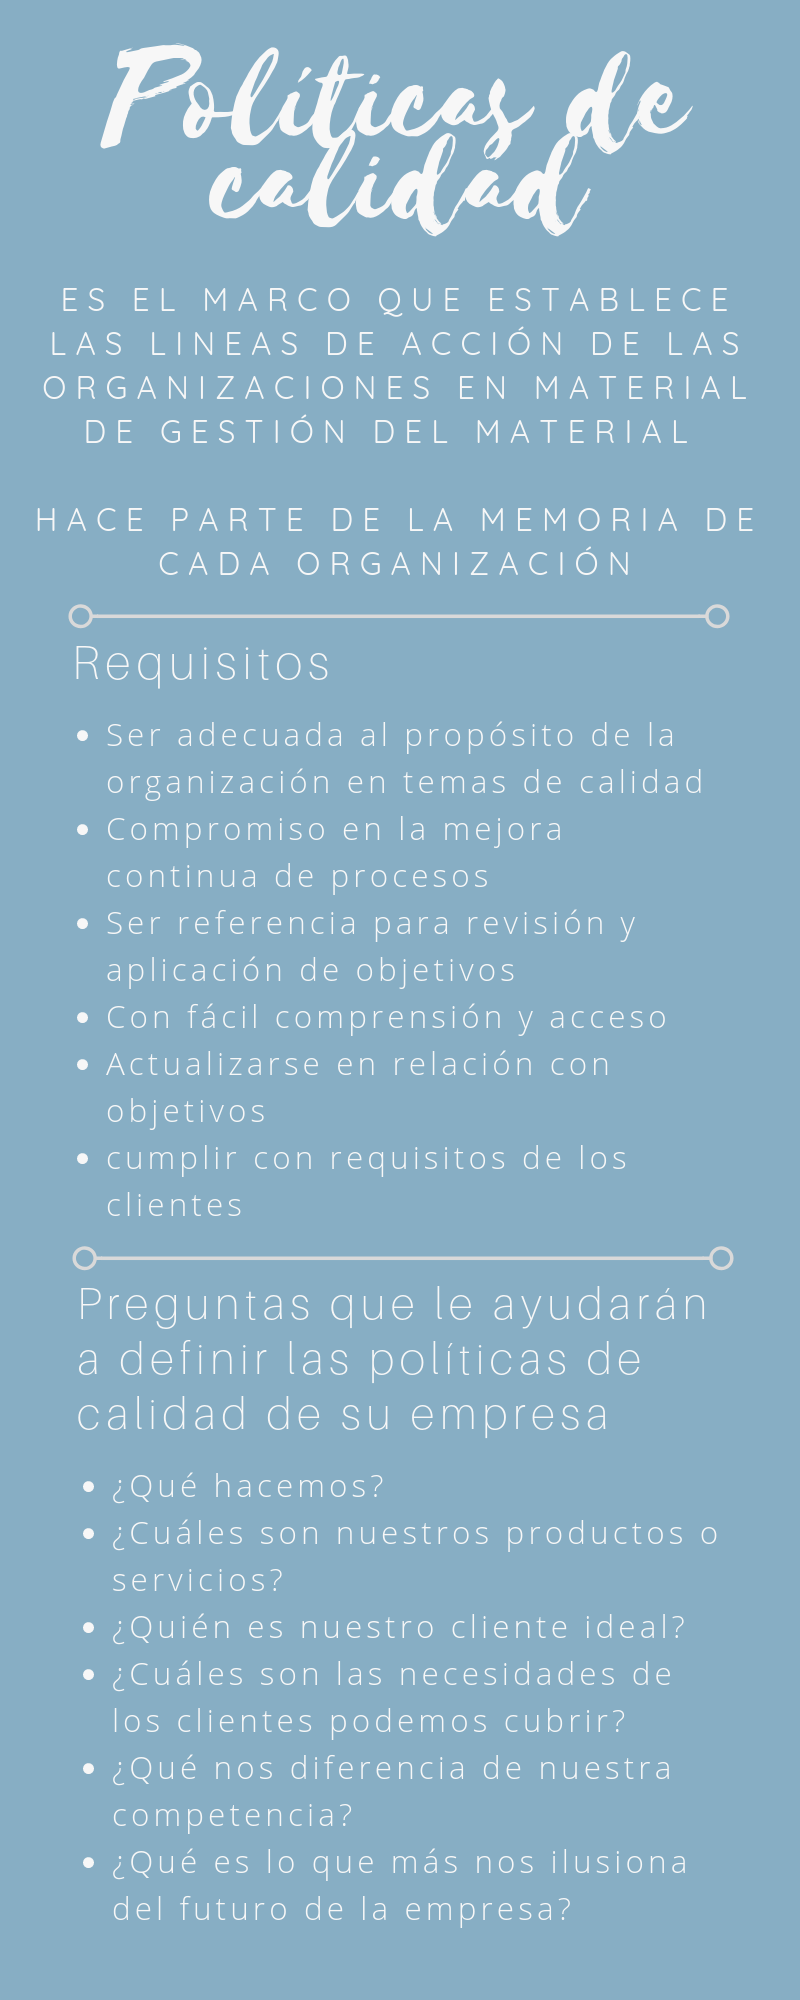 Políticas de
calidad
ES EL MARCO QUE ESTABLECE
LAS LINEAS DE ACCIÓN DE LAS
ORGANIZACIONES EN MATERIAL
DE GESTIÓN DEL MATERIAL
HACE PARTE DE LA MEMORIA DE
CADA ORGANIZACIÓN
Requisitos
• Ser adecuada al propósito de la
organización en temas de calidad
• Compromiso en la mejora
continua de procesos
• Ser referencia para revisión y
aplicación de objetivos
• Con fácil comprensión y acceso
• Actualizarse en relación con
objetivos
• cumplir con requisitos de los
clientes
Preguntas que le ayudarán
a definir las políticas de
calidad de su empresa
• ¿Qué hacemos?
• ¿Cuáles son nuestros productos o
servicios?
• ¿Quién es nuestro cliente ideal?
• ¿Cuáles son las necesidades de
los clientes podemos cubrir?
• ¿Qué nos diferencia de nuestra
competencia?
• ¿Qué es lo que más nos ilusiona
del futuro de la empresa?